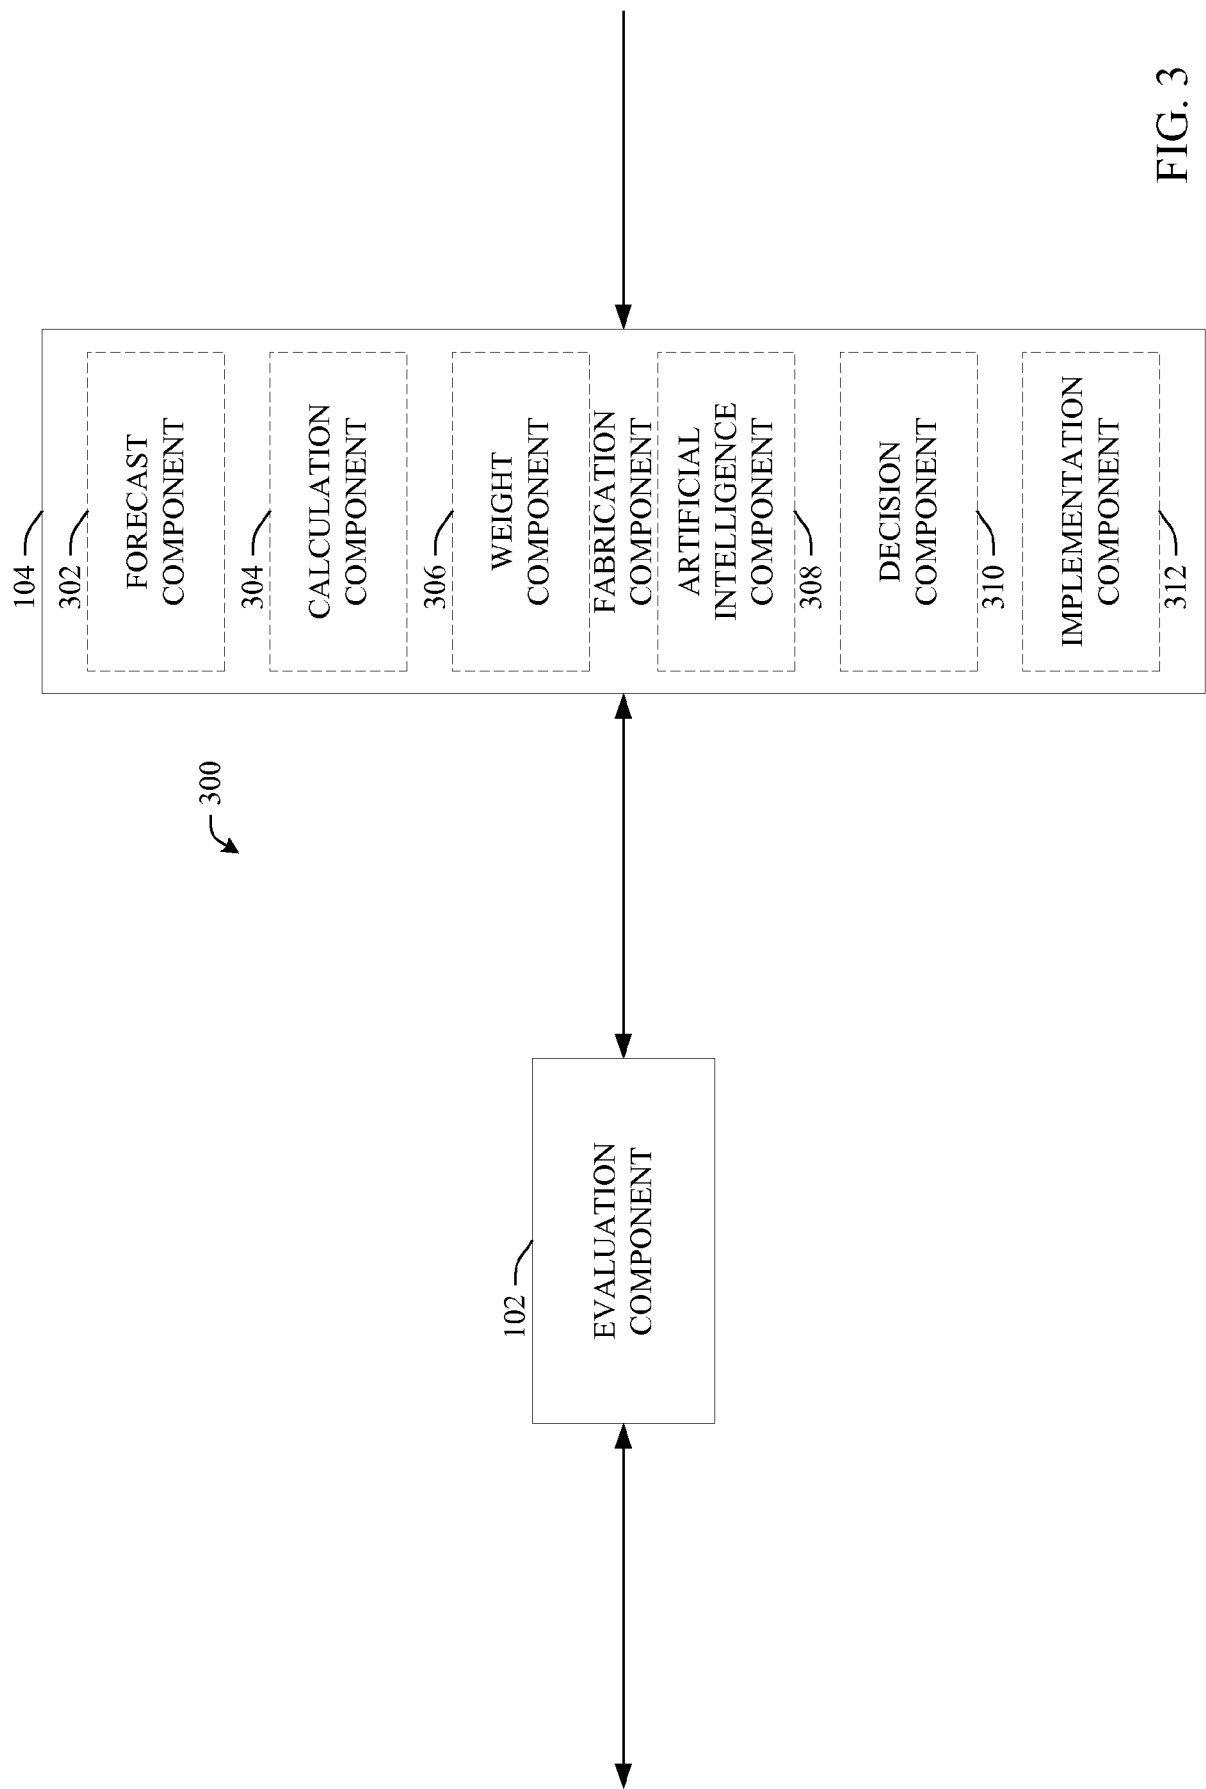 300
102
EVALUATION
COMPONENT
104
302
FORECAST
COMPONENT
304
CALCULATION
COMPONENT
306
WEIGHT
COMPONENT
FABRICATION
COMPONENT
ARTIFICIAL
INTELLIGENCE
COMPONENT
308
DECISION
COMPONENT
310
IMPLEMENTATION
COMPONENT
312
FIG. 3